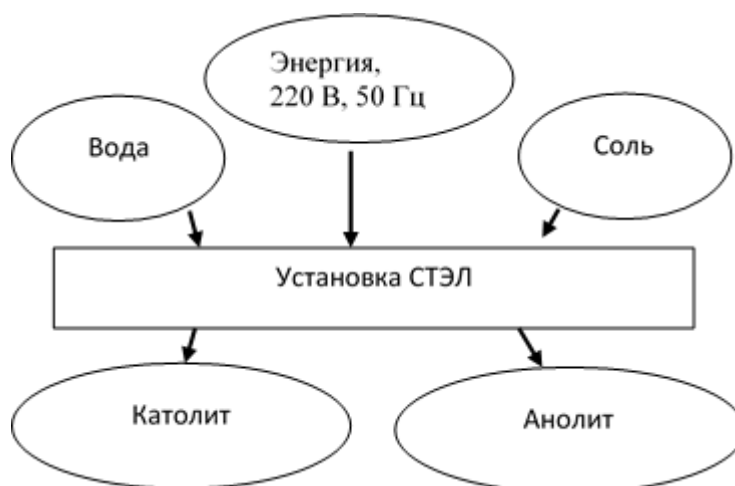 Энергия,
220 В, 50 Гц
Вода
Соль
Установка СТЭЛ
Католит
Анолит